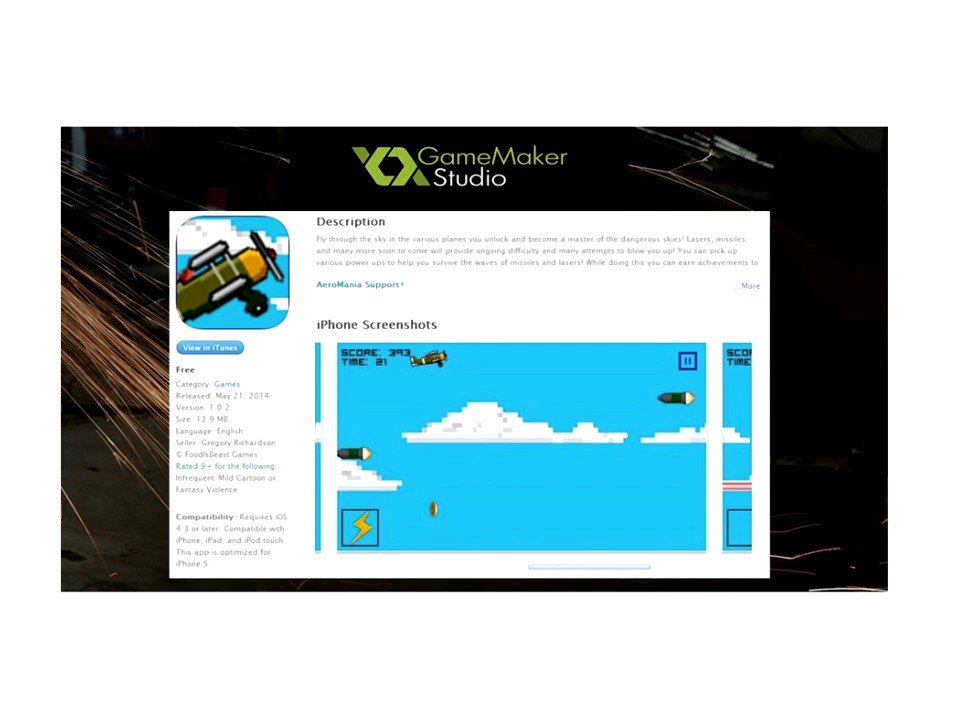 GameMaker
Studio
Description
Fly through the sky in the various planes you unlock and become a master of the dangerous skies! Lasers, missiles,
and many more soon to come will provide ongoing difficulty and many attempts to blow you up! You can pick up
various power ups to help you survive the waves of missiles and lasers! While doing this you can earn achievements to
AeroMania Support
...More
iPhone Screenshots
View in iTunes
Free
Category: Games
Released: May 21, 2014
Version: 1.0.2
Size: 12.9 MB
Language: English
Seller: Gregory Richardson
© FoodIsBeast Games
Rated 9+ for the following:
Infrequent/Mild Cartoon or
Fantasy Violence
Compatibility: Requires iOS
4.3 or later. Compatible with
iPhone, iPad, and iPod touch.
This app is optimized for
iPhone 5.
SCORE: 393
TIME: 21
SCO
TIME